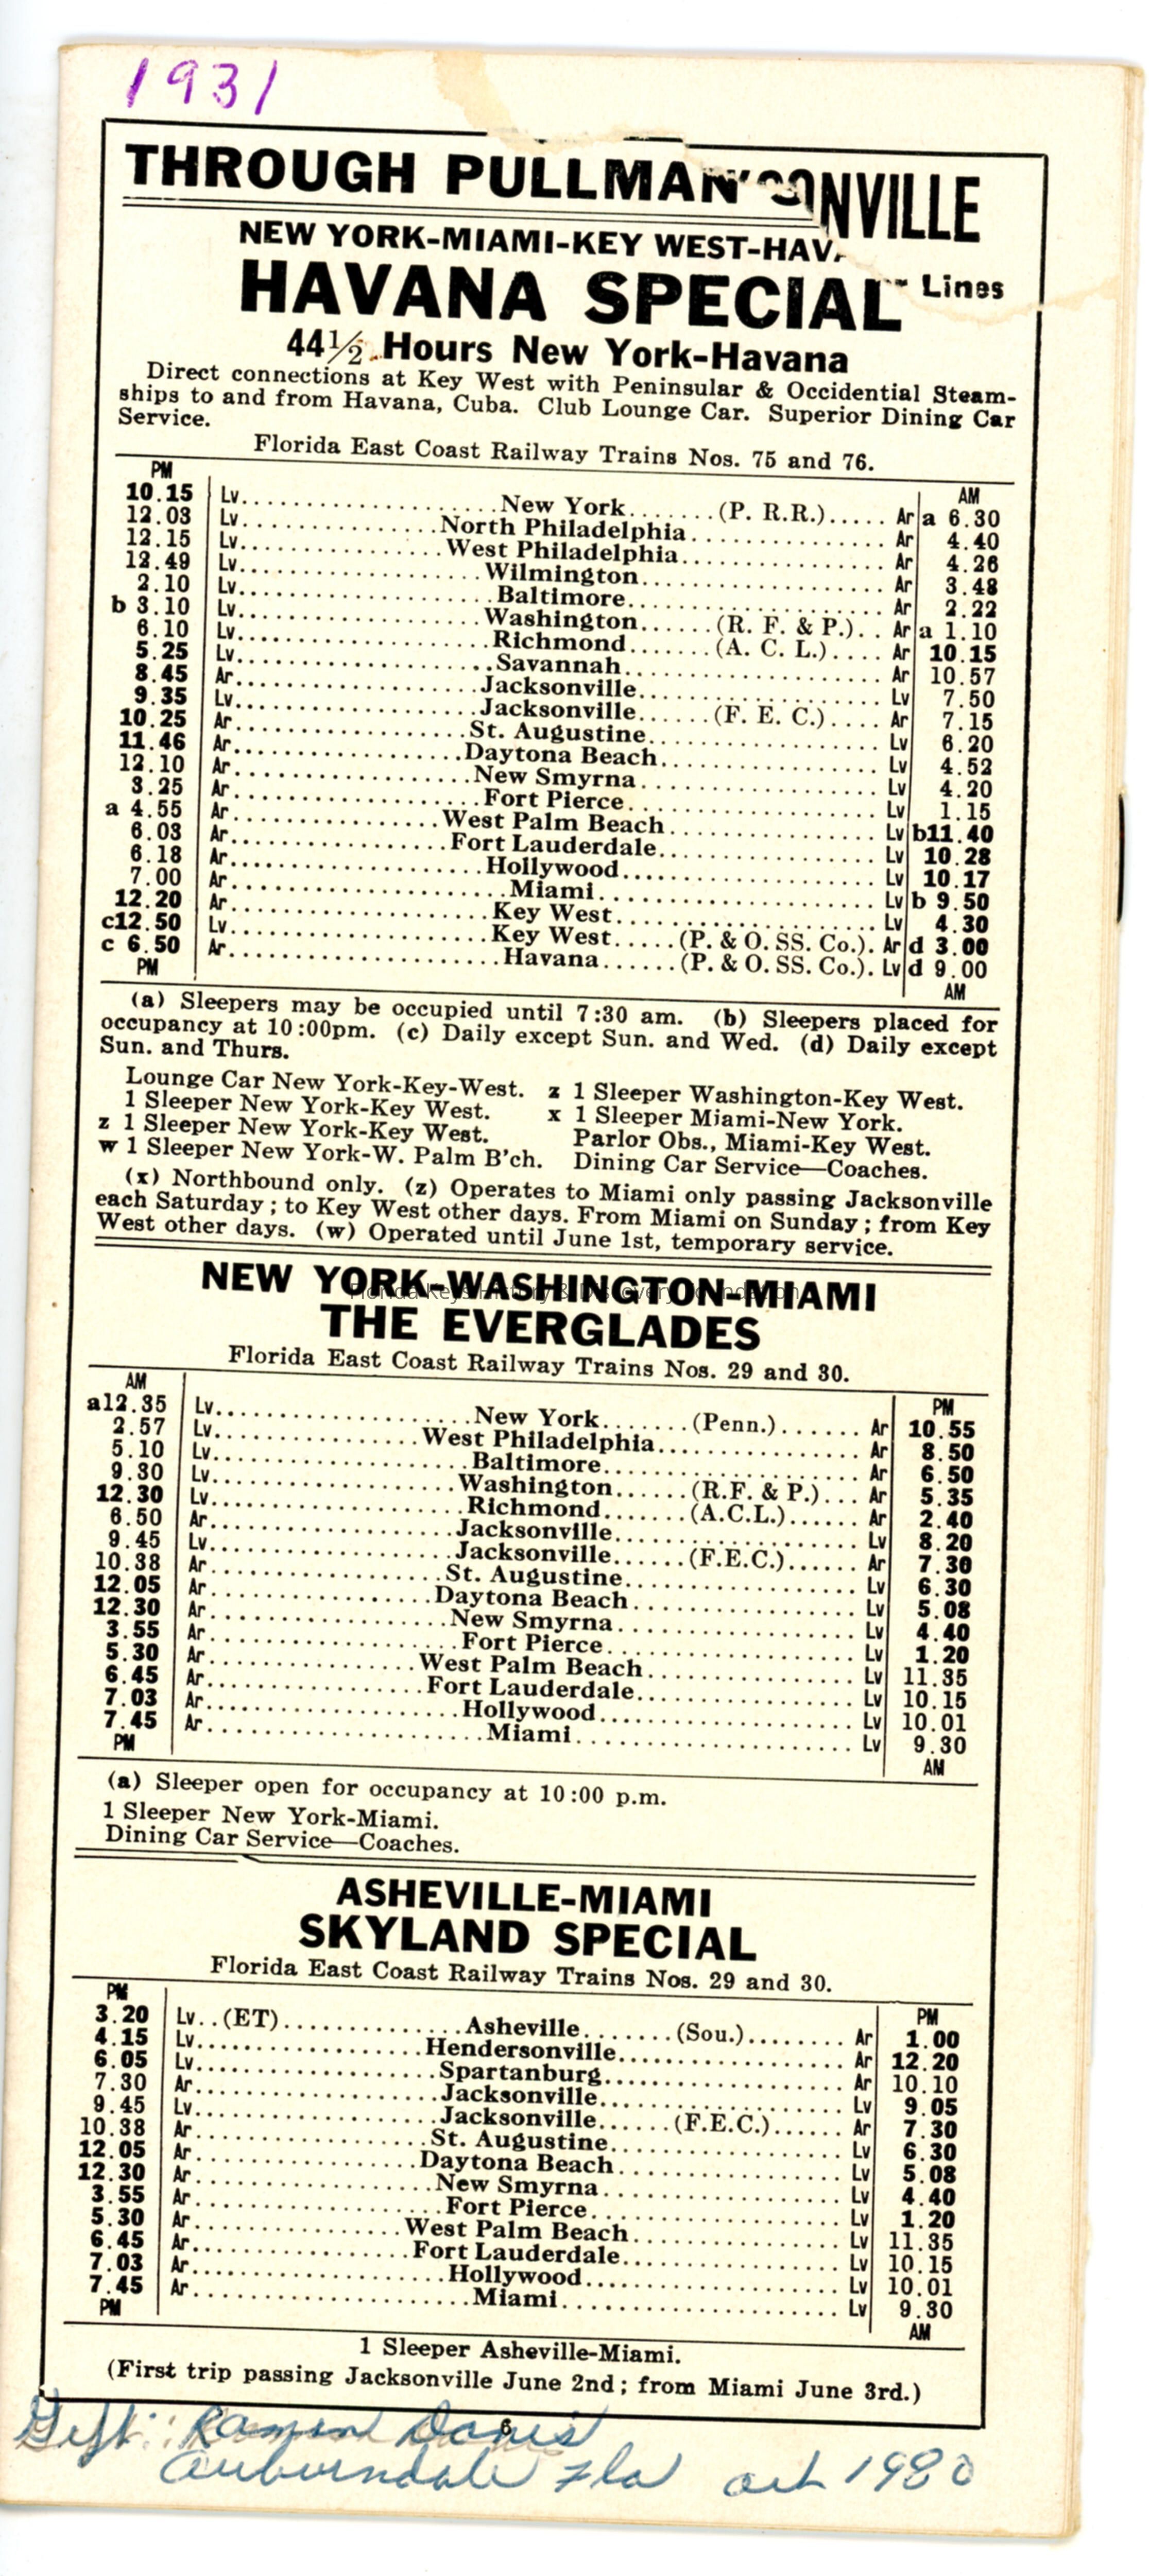 1931
THROUGH PULLMAN
NVILLE
NEW YORK-MIAMI-KEY WEST-HAVA
Lines
HAVANA SPECIAL
44½ Hours New York-Havana
Direct connections at Key West with Peninsular & Occidental Steam-
ships to and from Havana, Cuba. Club Lounge Car. Superior Dining Car
Service.
Florida East Coast Railway Trains Nos. 75 and 76.
PM AM
10.15 Lv....................New York.......(P. R.R.)..... Ar a 6.30
12.03 Lv................North Philadelphia............... Ar 4.40
12.15 Lv................West Philadelphia................ Ar 4.26
12.49 Lv....................Wilmington................... Ar 3.48
2.10 Lv.....................Baltimore.................... Ar 2.22
b 3.10 Lv....................Washington......(R. F. & P.).. Ar a 1.10
6.10 Lv.....................Richmond.......(A. C. L.).... Ar 10.15
5.25 Lv.....................Savannah..................... Ar 10.57
8.45 Ar....................Jacksonville.................. Lv 7.50
9.35 Lv....................Jacksonville......(F. E. C.).... Ar 7.15
10.25 Ar...................St. Augustine.................. Lv 6.20
11.46 Ar...................Daytona Beach.................. Lv 4.52
12.10 Ar....................New Smyrna................... Lv 4.20
3.25 Ar.....................Fort Pierce................... Lv 1.15
a 4.55 Ar.................West Palm Beach................. Lv b11.40
6.03 Ar..................Fort Lauderdale................. Lv 10.28
6.18 Ar.....................Hollywood.................... Lv 10.17
7.00 Ar.......................Miami...................... Lv b 9.50
12.20 Ar.....................Key West.................... Lv 4.30
c12.50 Lv.....................Key West.....(P. & O. SS. Co.). Ar d 3.00
c 6.50 Ar......................Havana......(P. & O. SS. Co.). Lv d 9.00
PM AM
(a) Sleepers may be occupied until 7:30 am. (b) Sleepers placed for
occupancy at 10:00pm. (c) Daily except Sun. and Wed. (d) Daily except
Sun. and Thurs.
Lounge Car New York-Key-West. z 1 Sleeper Washington-Key West.
1 Sleeper New York-Key West. x 1 Sleeper Miami-New York.
z 1 Sleeper New York-Key West. Parlor Obs., Miami-Key West.
w 1 Sleeper New York-W. Palm B'ch. Dining Car Service—Coaches.
(x) Northbound only. (z) Operates to Miami only passing Jacksonville
each Saturday; to Key West other days. From Miami on Sunday; from Key
West other days. (w) Operated until June 1st, temporary service.
NEW YORK-WASHINGTON-MIAMI
Florida Keys History & Discovery Foundation
THE EVERGLADES
Florida East Coast Railway Trains Nos. 29 and 30.
AM PM
a12.35 Lv.....................New York.......(Penn.)....... Ar 10.55
2.57 Lv.................West Philadelphia................ Ar 8.50
5.10 Lv.....................Baltimore.................... Ar 6.50
9.30 Lv....................Washington......(R.F. & P.)... Ar 5.35
12.30 Lv.....................Richmond.......(A.C.L.)...... Ar 2.40
6.50 Ar....................Jacksonville.................. Lv 8.20
9.45 Lv....................Jacksonville......(F.E.C.)...... Ar 7.30
10.38 Ar...................St. Augustine.................. Lv 6.30
12.05 Ar..................Daytona Beach................... Lv 5.08
12.30 Ar....................New Smyrna................... Lv 4.40
3.55 Ar.....................Fort Pierce................... Lv 1.20
5.30 Ar.................West Palm Beach................. Lv 11.35
6.45 Ar..................Fort Lauderdale................. Lv 10.15
7.03 Ar.....................Hollywood.................... Lv 10.01
7.45 Ar.......................Miami...................... Lv 9.30
PM AM
(a) Sleeper open for occupancy at 10:00 p.m.
1 Sleeper New York-Miami.
Dining Car Service—Coaches.
ASHEVILLE-MIAMI
SKYLAND SPECIAL
Florida East Coast Railway Trains Nos. 29 and 30.
PM PM
3.20 Lv..(ET)..............Asheville.......(Sou.)........ Ar 1.00
4.15 Lv..................Hendersonville.................. Ar 12.20
6.05 Lv...................Spartanburg................... Ar 10.10
7.30 Ar....................Jacksonville.................. Lv 9.05
9.45 Lv....................Jacksonville......(F.E.C.)...... Ar 7.30
10.38 Ar...................St. Augustine.................. Lv 6.30
12.05 Ar..................Daytona Beach................... Lv 5.08
12.30 Ar....................New Smyrna................... Lv 4.40
3.55 Ar.....................Fort Pierce................... Lv 1.20
5.30 Ar.................West Palm Beach................. Lv 11.35
6.45 Ar..................Fort Lauderdale................. Lv 10.15
7.03 Ar.....................Hollywood.................... Lv 10.01
7.45 Ar.......................Miami...................... Lv 9.30
PM AM
1 Sleeper Asheville-Miami.
(First trip passing Jacksonville June 2nd; from Miami June 3rd.)
6
Gift: Davis
Auburndale Fla oct 1980